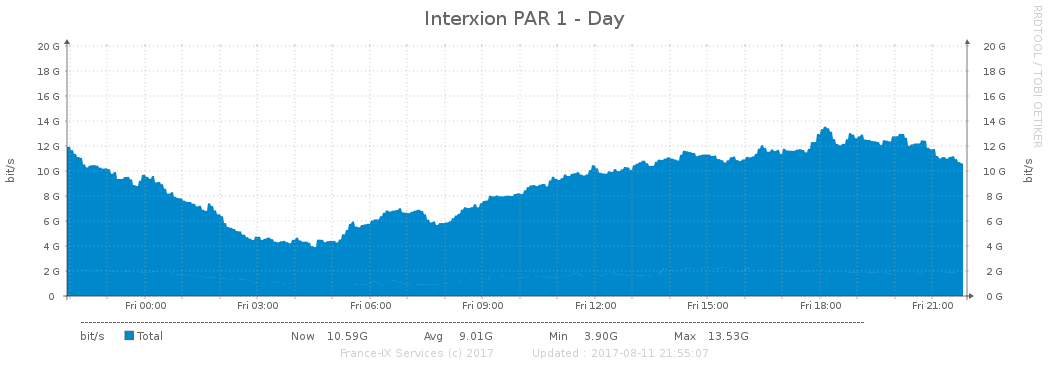 Interxion PAR 1 - Day
RRDTOOL / TOBI OETIKER
bit/s
20 G 20 G
18 G 18 G
16 G 16 G
14 G 14 G
12 G 12 G
10 G 10 G
8 G 8 G
6 G 6 G
4 G 4 G
2 G 2 G
0 0 G
bit/s
Fri 00:00 Fri 03:00 Fri 06:00 Fri 09:00 Fri 12:00 Fri 15:00 Fri 18:00 Fri 21:00
bit/s Total Now 10.59G Avg 9.01G Min 3.90G Max 13.53G
France-IX Services (c) 2017 Updated : 2017-08-11 21:55:07